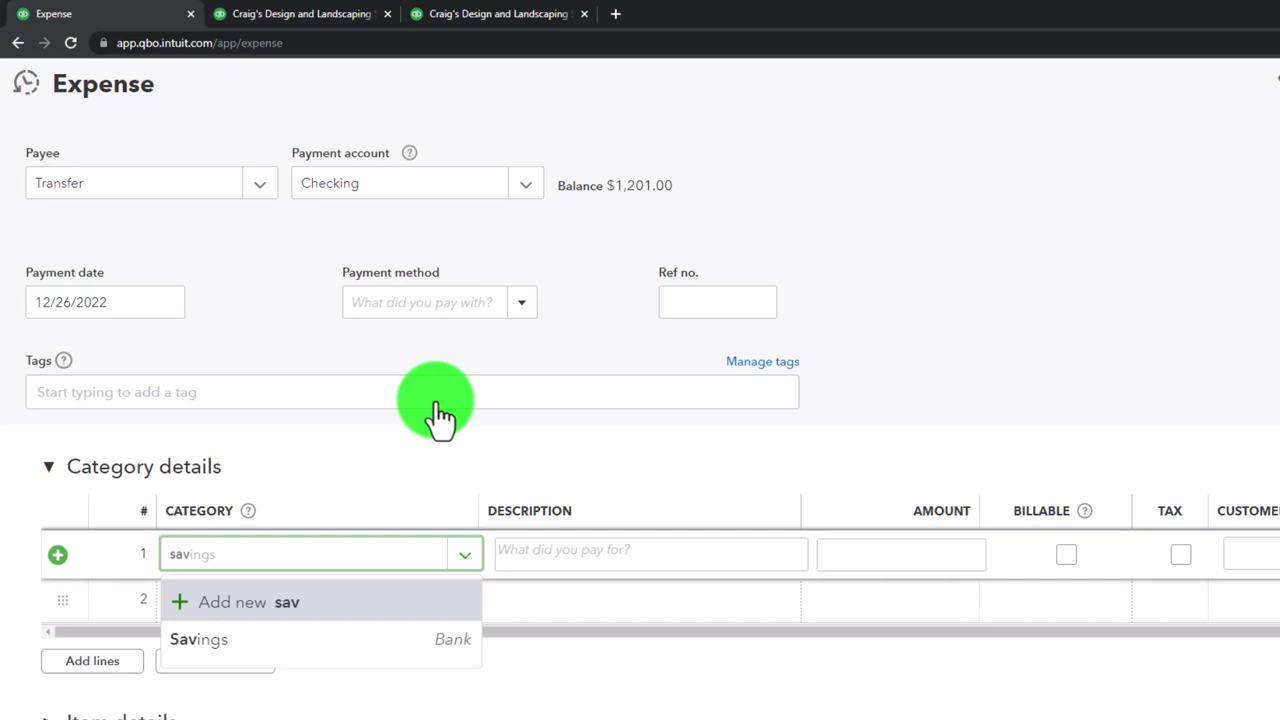 Expense
Craig's Design and Landscaping
Craig's Design and Landscaping
app.qbo.intuit.com/app/expense
Expense
Payee
Payment account
Transfer
Checking
Balance $1,201.00
Payment date
Payment method
Ref no.
12/26/2022
What did you pay with?
Tags
Manage tags
Start typing to add a tag
Category details
# CATEGORY DESCRIPTION AMOUNT BILLABLE TAX CUSTOME
1 savings What did you pay for?
+ Add new sav
2
Savings Bank
Add lines
Item details